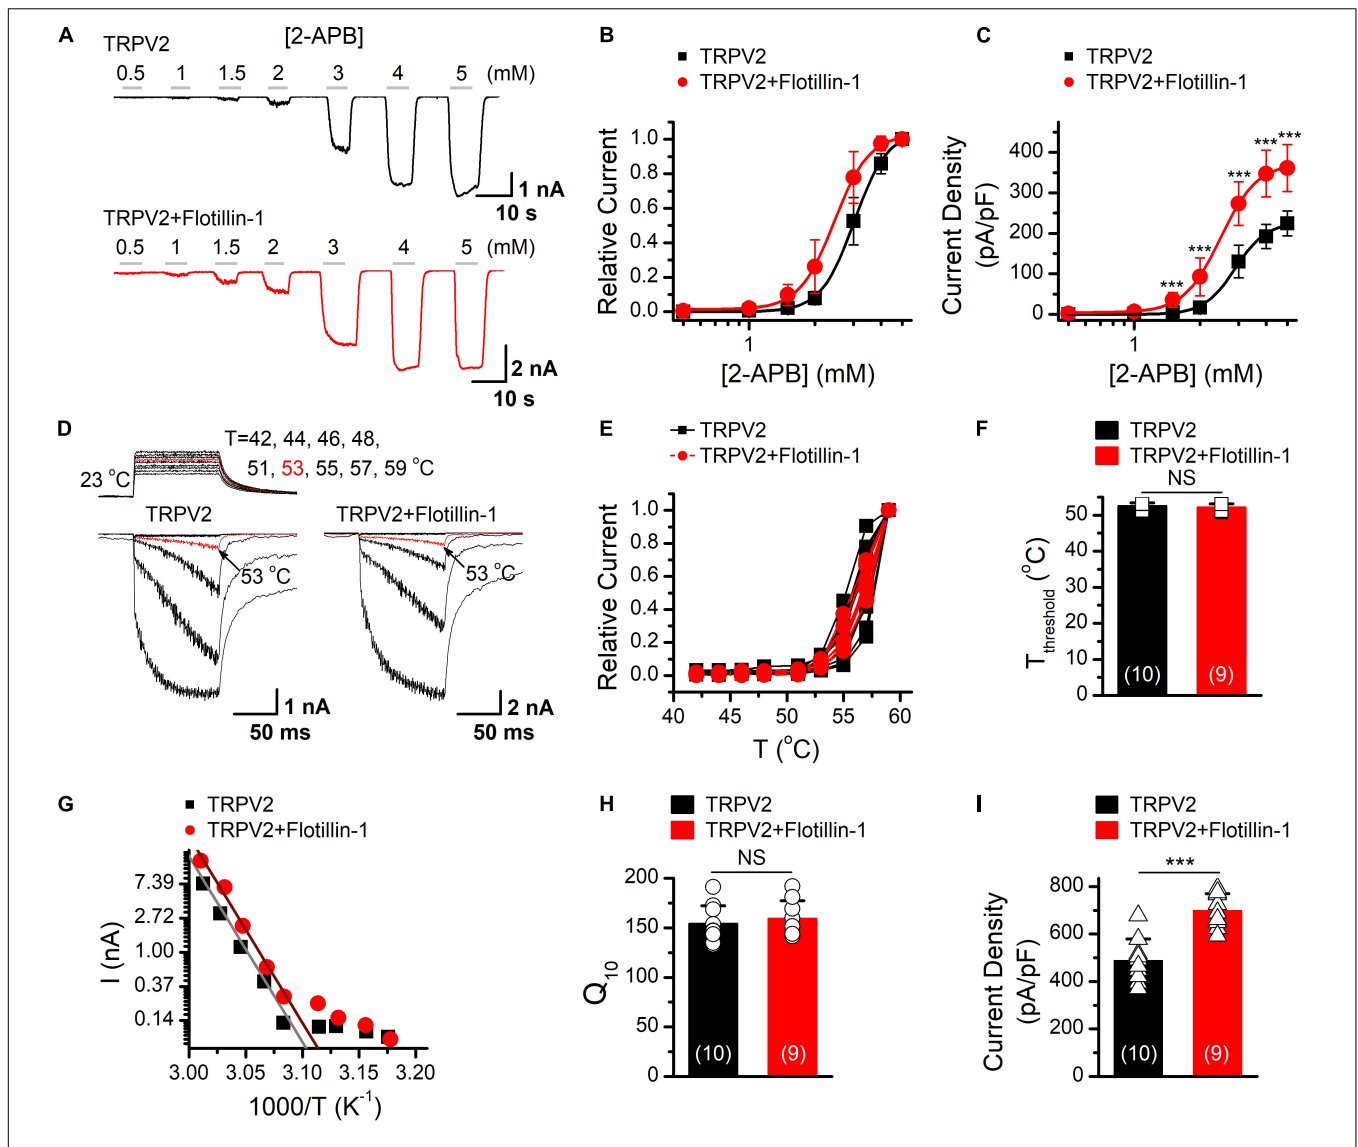 A
TRPV2
[2-APB]
0.5 1 1.5 2 3 4 5 (mM)
1 nA
10 s
TRPV2+Flotillin-1
0.5 1 1.5 2 3 4 5 (mM)
2 nA
10 s
B
TRPV2
TRPV2+Flotillin-1
Relative Current
1.0
0.8
0.6
0.4
0.2
0.0
1
[2-APB] (mM)
C
TRPV2
TRPV2+Flotillin-1
Current Density
(pA/pF)
400
300
200
100
0
*** *** *** *** ***
1
[2-APB] (mM)
D
T=42, 44, 46, 48,
51, 53, 55, 57, 59 °C
23 °C
TRPV2
TRPV2+Flotillin-1
53 °C
53 °C
1 nA
50 ms
2 nA
50 ms
E
TRPV2
TRPV2+Flotillin-1
Relative Current
1.0
0.8
0.6
0.4
0.2
0.0
40 45 50 55 60
T (°C)
F
TRPV2
TRPV2+Flotillin-1
NS
Tthreshold (°C)
50
40
30
20
10
0
(10) (9)
G
TRPV2
TRPV2+Flotillin-1
I (nA)
7.39
2.72
1.00
0.37
0.14
3.00 3.05 3.10 3.15 3.20
1000/T (K-1)
H
TRPV2
TRPV2+Flotillin-1
NS
Q10
200
150
100
50
0
(10) (9)
I
TRPV2
TRPV2+Flotillin-1
***
Current Density
(pA/pF)
800
600
400
200
0
(10) (9)